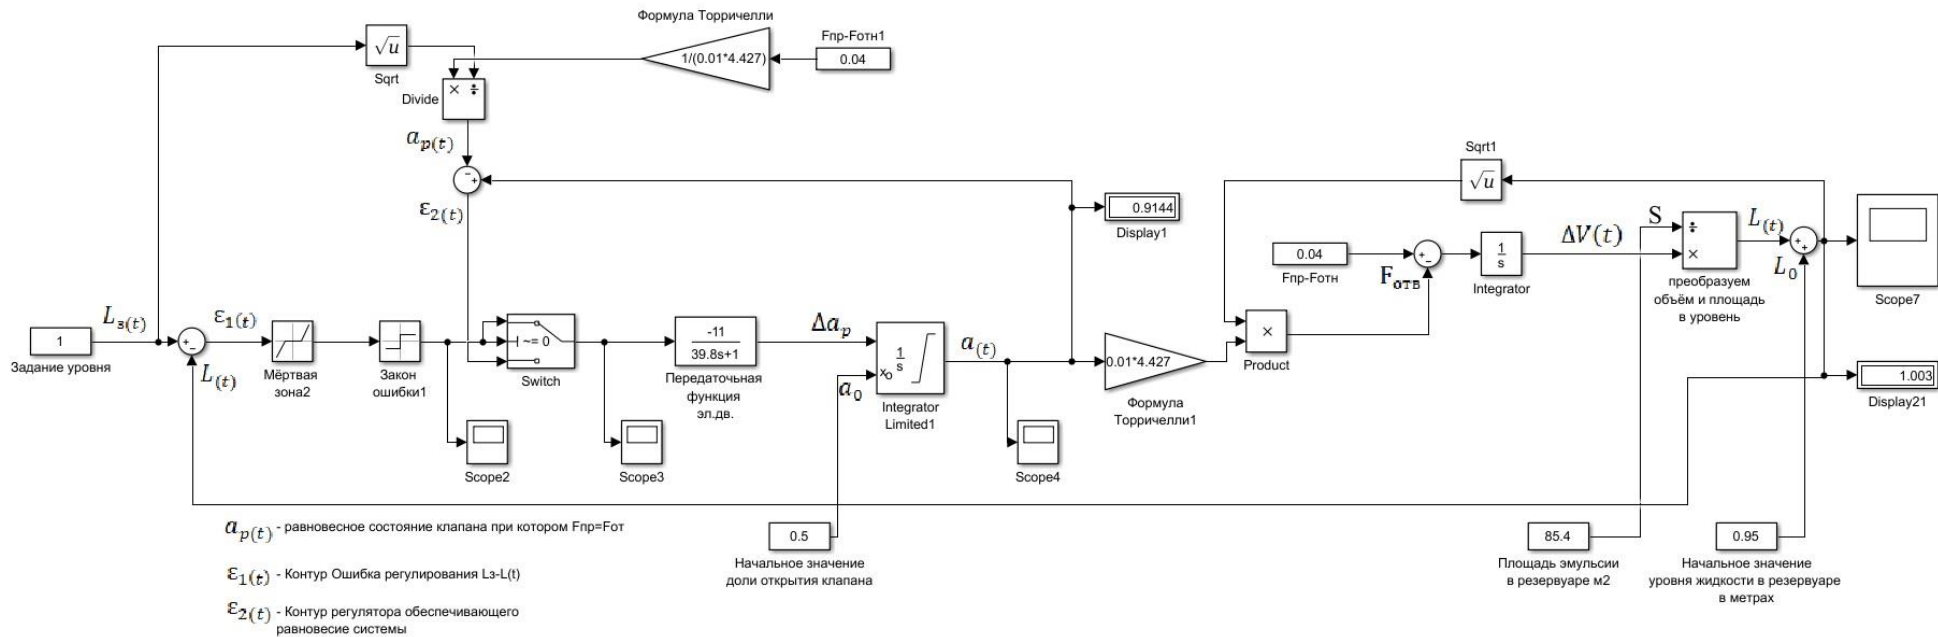 Формула Торричелли
1/(0.01*4.427)
Fпр-Fотн1
0.04
√u
Sqrt
Divide
× ÷
a_p(t)
- +
ε_2(t)
0.9144
Display1
Sqrt1
√u
0.04
Fпр-Fотн
+ -
F_отв
1
s
Integrator
ΔV(t)
S
÷
×
преобразуем
объём и площадь
в уровень
L_(t)
+ +
L_0
Scope7
1.003
Display21
1
Задание уровня
L_з(t)
+ -
L_(t)
ε_1(t)
Мёртвая
зона2
Закон
ошибки1
Scope2
~= 0
Switch
Scope3
-11
39.8s+1
Передаточьная
функция
эл.дв.
Δa_p
a_0
1
s
x_0
Integrator
Limited1
a_(t)
Scope4
0.01*4.427
Формула
Торричелли1
×
Product
a_p(t) - равновесное состояние клапана при котором Fпр=Fот
ε_1(t) - Контур Ошибка регулирования Lз-L(t)
ε_2(t) - Контур регулятора обеспечивающего
равновесие системы
0.5
Начальное значение
доли открытия клапана
85.4
Площадь эмульсии
в резервуаре м2
0.95
Начальное значение
уровня жидкости в резервуаре
в метрах